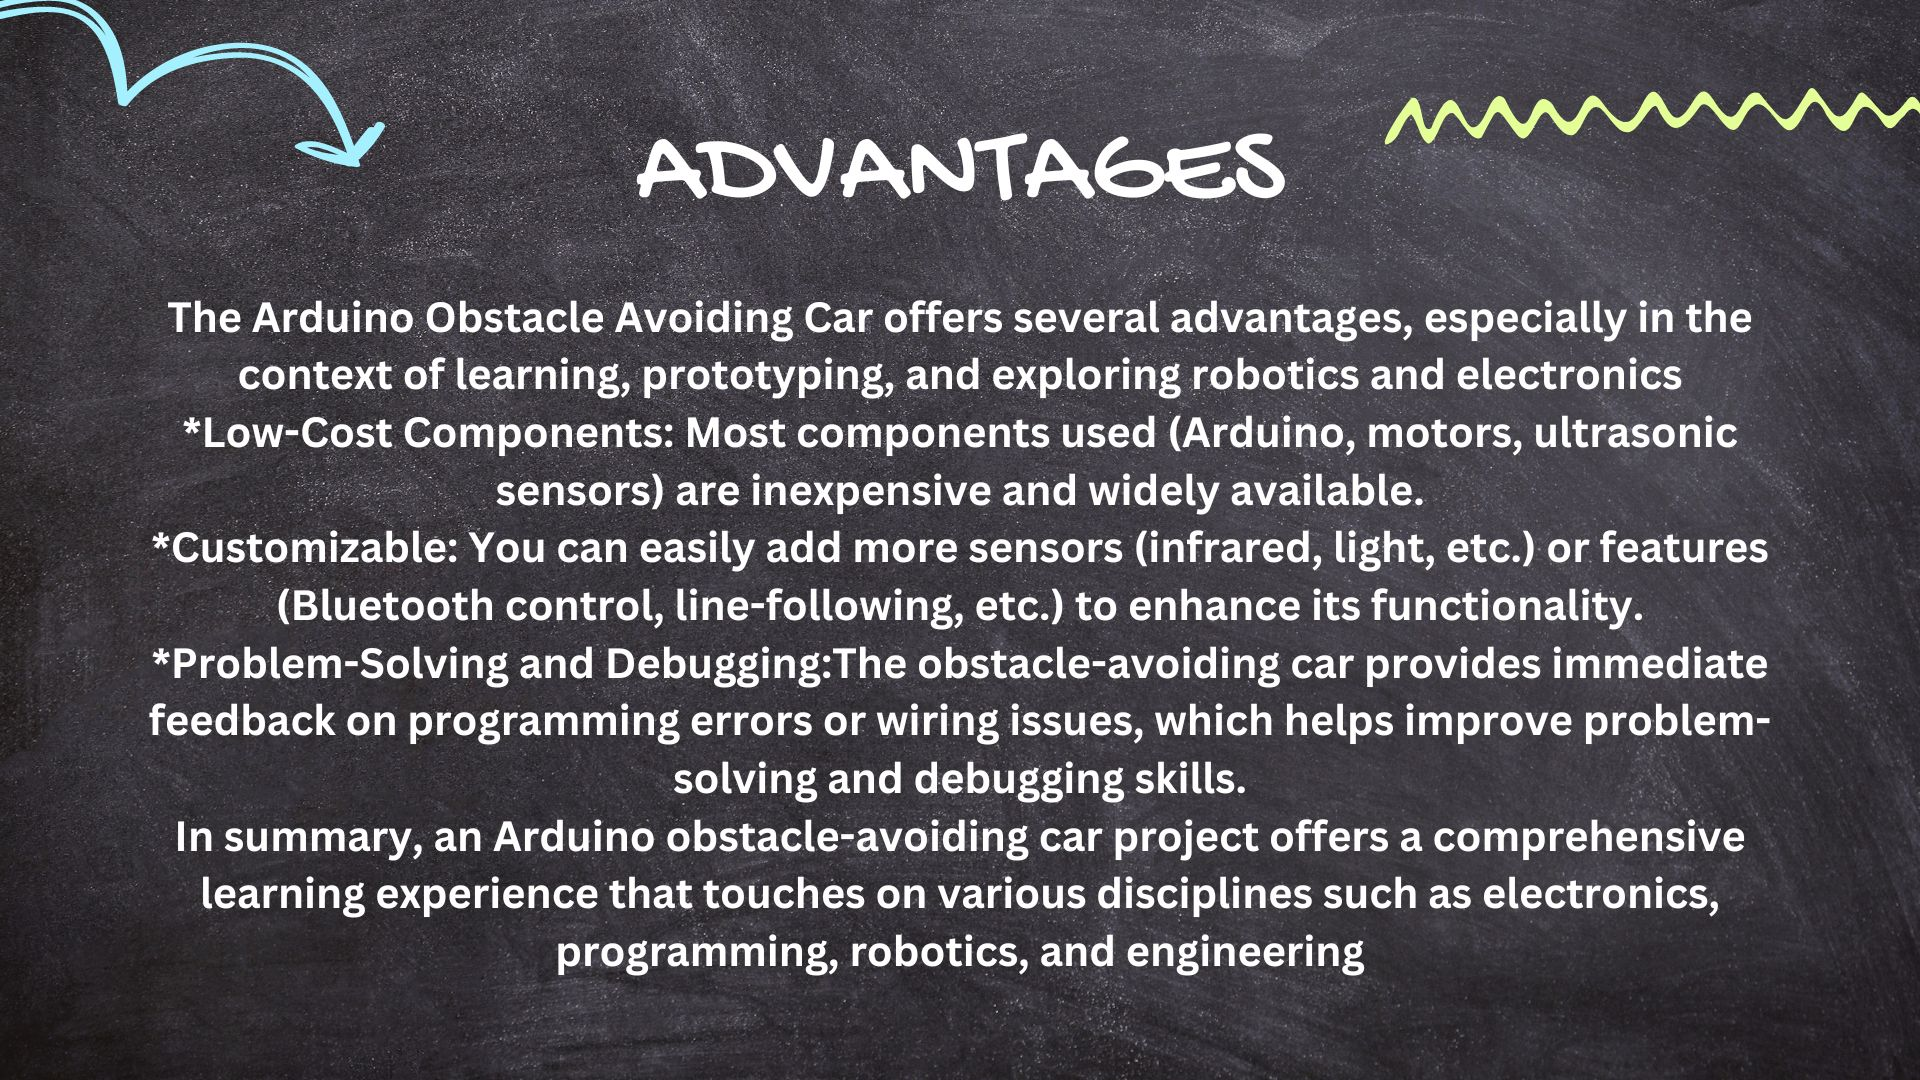 ADVANTAGES
The Arduino Obstacle Avoiding Car offers several advantages, especially in the
context of learning, prototyping, and exploring robotics and electronics
*Low-Cost Components: Most components used (Arduino, motors, ultrasonic
sensors) are inexpensive and widely available.
*Customizable: You can easily add more sensors (infrared, light, etc.) or features
(Bluetooth control, line-following, etc.) to enhance its functionality.
*Problem-Solving and Debugging:The obstacle-avoiding car provides immediate
feedback on programming errors or wiring issues, which helps improve problem-
solving and debugging skills.
In summary, an Arduino obstacle-avoiding car project offers a comprehensive
learning experience that touches on various disciplines such as electronics,
programming, robotics, and engineering